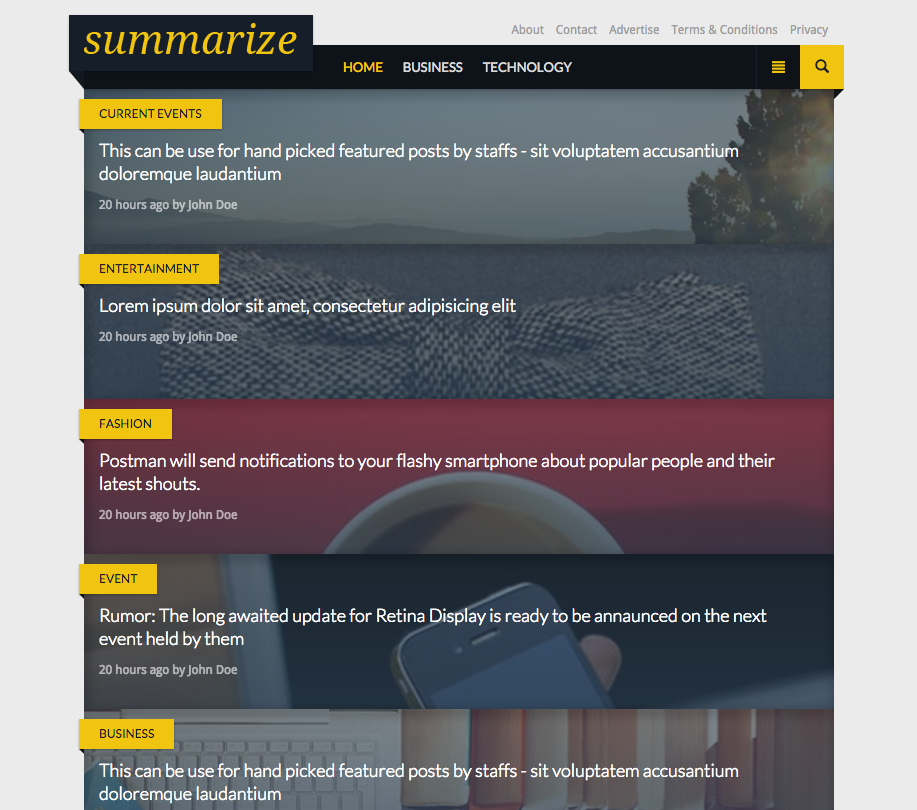 summarize
About Contact Advertise Terms & Conditions Privacy
HOME BUSINESS TECHNOLOGY
CURRENT EVENTS
This can be use for hand picked featured posts by staffs - sit voluptatem accusantium
doloremque laudantium
20 hours ago by John Doe
ENTERTAINMENT
Lorem ipsum dolor sit amet, consectetur adipisicing elit
20 hours ago by John Doe
FASHION
Postman will send notifications to your flashy smartphone about popular people and their
latest shouts.
20 hours ago by John Doe
EVENT
Rumor: The long awaited update for Retina Display is ready to be annaunced on the next
event held by them
20 hours ago by John Doe
BUSINESS
This can be use for hand picked featured posts by staffs - sit voluptatem accusantium
doloremque laudantium